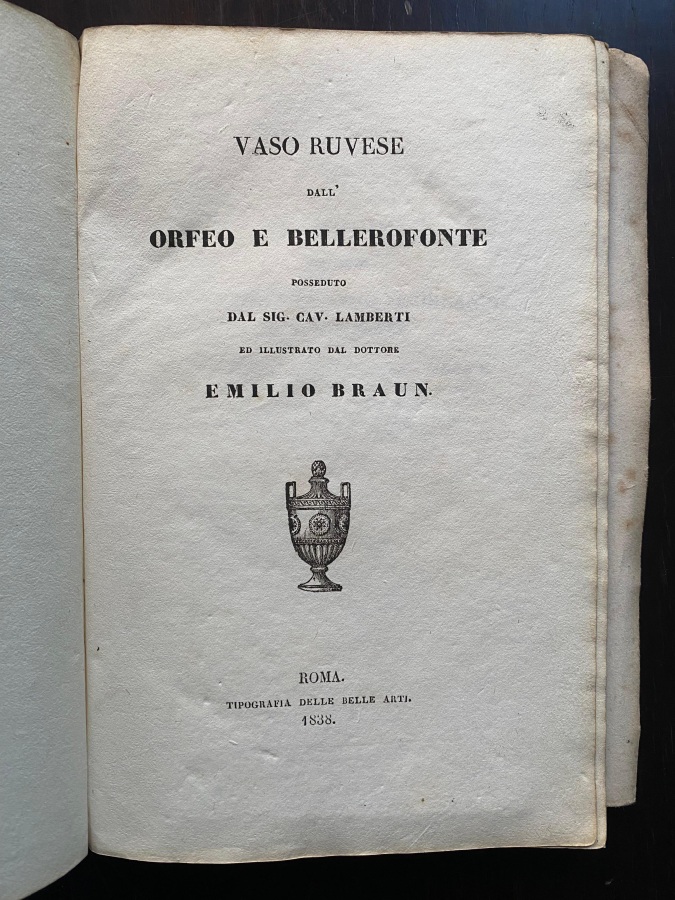 VASO RUVESE
DALL'
ORFEO E BELLEROFONTE
POSSEDUTO
DAL SIG. CAV. LAMBERTI
ED ILLUSTRATO DAL DOTTORE
EMILIO BRAUN.
ROMA.
TIPOGRAFIA DELLE BELLE ARTI.
1838.